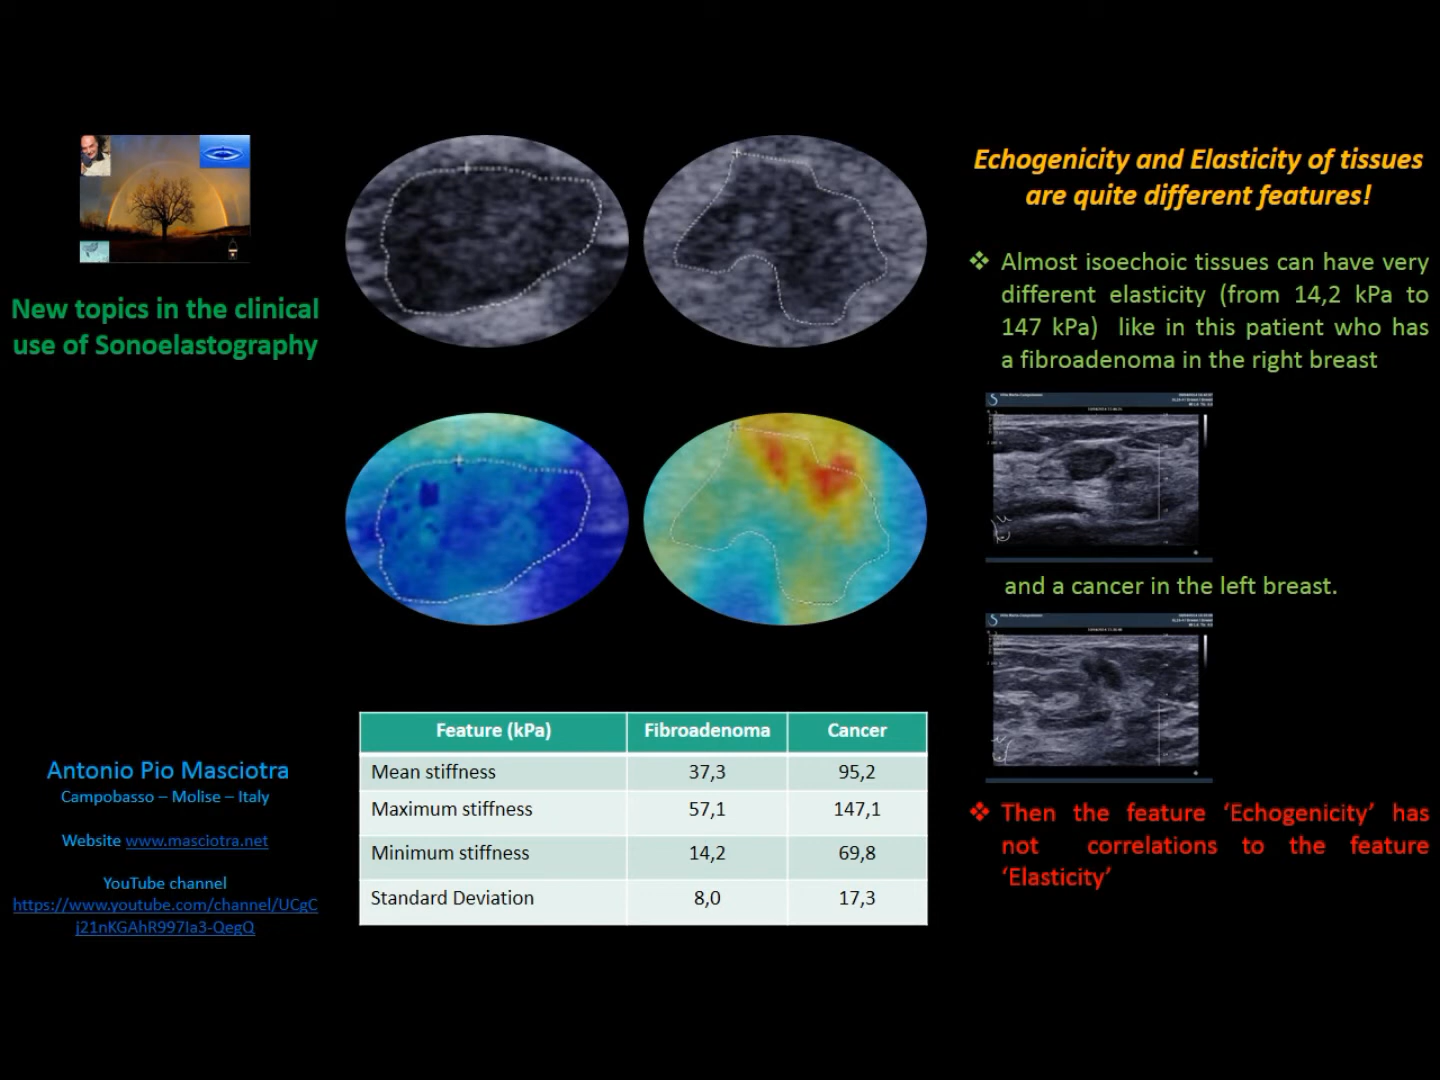 New topics in the clinical
use of Sonoelastography
Antonio Pio Masciotra
Campobasso – Molise – Italy
Website www.masciotra.net
YouTube channel
https://www.youtube.com/channel/UCgC
j21nKGAhR997Ia3-QegQ
Feature (kPa) Fibroadenoma Cancer
Mean stiffness 37,3 95,2
Maximum stiffness 57,1 147,1
Minimum stiffness 14,2 69,8
Standard Deviation 8,0 17,3
Echogenicity and Elasticity of tissues
are quite different features!
❖ Almost isoechoic tissues can have very
different elasticity (from 14,2 kPa to
147 kPa) like in this patient who has
a fibroadenoma in the right breast
and a cancer in the left breast.
❖ Then the feature ‘Echogenicity’ has
not correlations to the feature
‘Elasticity’